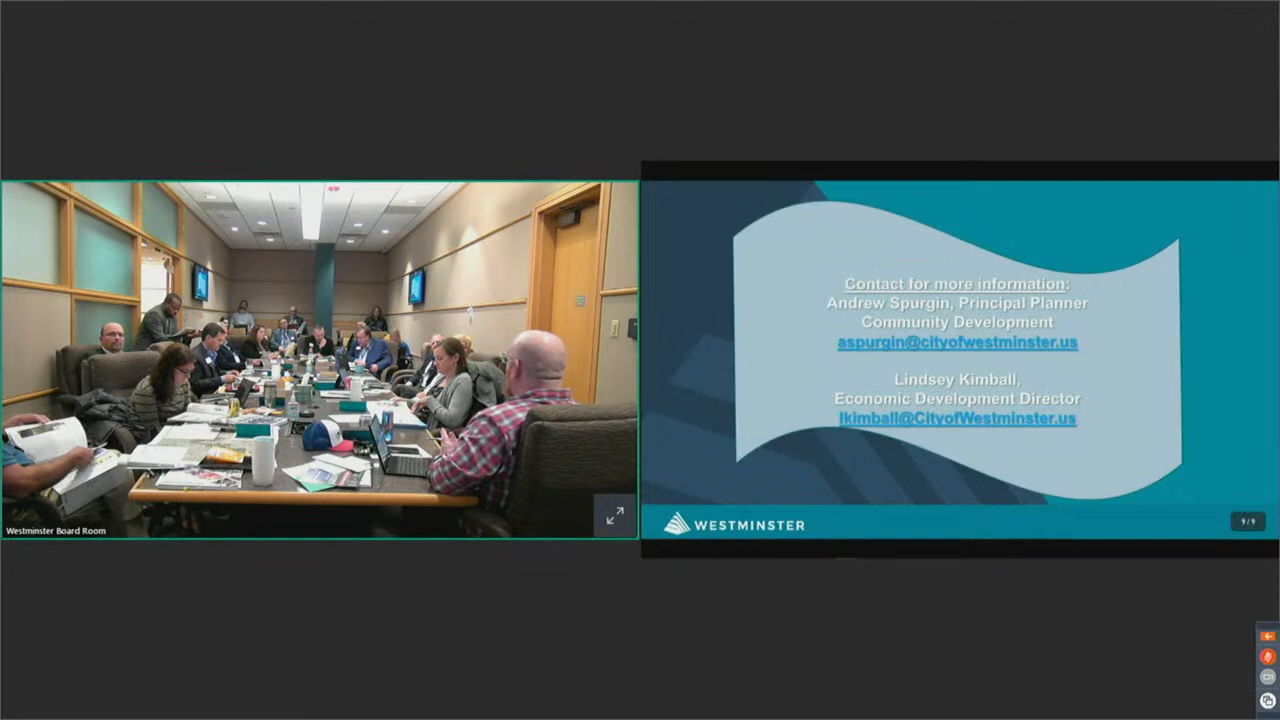 Westminster Board Room
Contact for more information:
Andrew Spurgin, Principal Planner
Community Development
aspurgin@cityofwestminster.us
Lindsey Kimball,
Economic Development Director
lkimball@CityofWestminster.us
WESTMINSTER
9/9